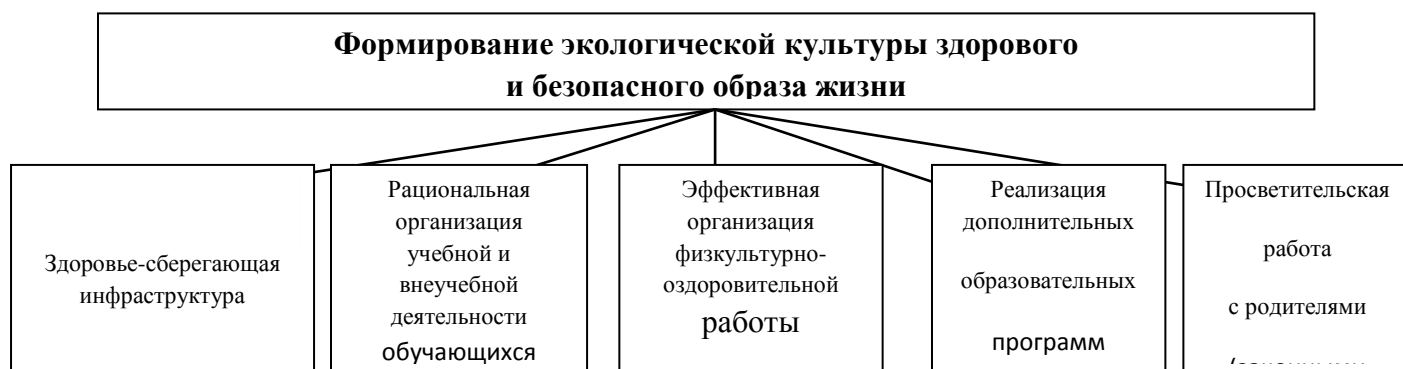 Формирование экологической культуры здорового
и безопасного образа жизни
Здоровье-сберегающая
инфраструктура
Рациональная
организация
учебной и
внеучебной
деятельности
обучающихся
Эффективная
организация
физкультурно-
оздоровительной
работы
Реализация
дополнительных
образовательных
программ
Просветительская
работа
с родителями